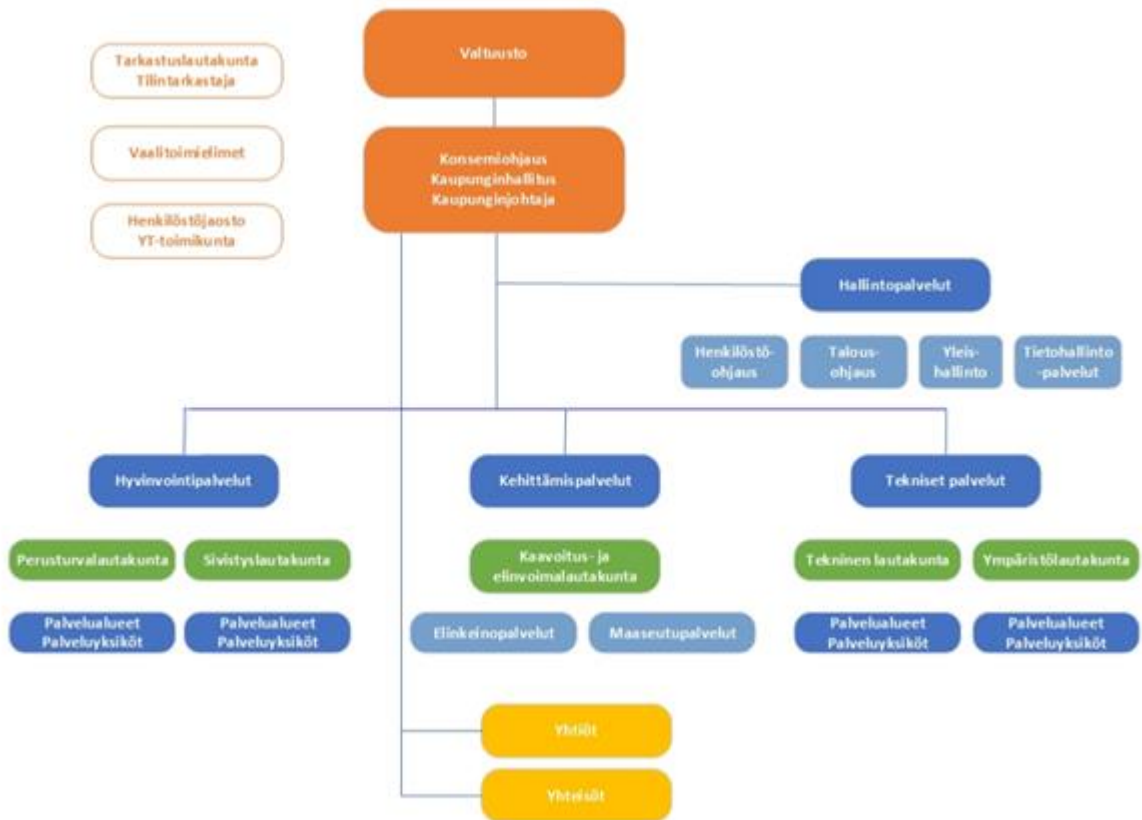 Valtuusto
Tarkastuslautakunta
Tilintarkastaja
Vaalitoimielimet
Konserniohjaus
Kaupunginhallitus
Kaupunginjohtaja
Henkilöstöjaosto
YT-toimikunta
Hallintopalvelut
Henkilöstö-
ohjaus
Talous-
ohjaus
Yleis-
hallinto
Tietohallinto
-palvelut
Hyvinvointipalvelut
Kehittämispalvelut
Tekniset palvelut
Perusturvalautakunta
Sivistyslautakunta
Kaavoitus- ja
elinvoimalautakunta
Tekninen lautakunta
Ympäristölautakunta
Palvelualueet
Palveluyksiköt
Palvelualueet
Palveluyksiköt
Elinkeinopalvelut
Maaseutupalvelut
Palvelualueet
Palveluyksiköt
Palvelualueet
Palveluyksiköt
Yhtiöt
Yhteisöt